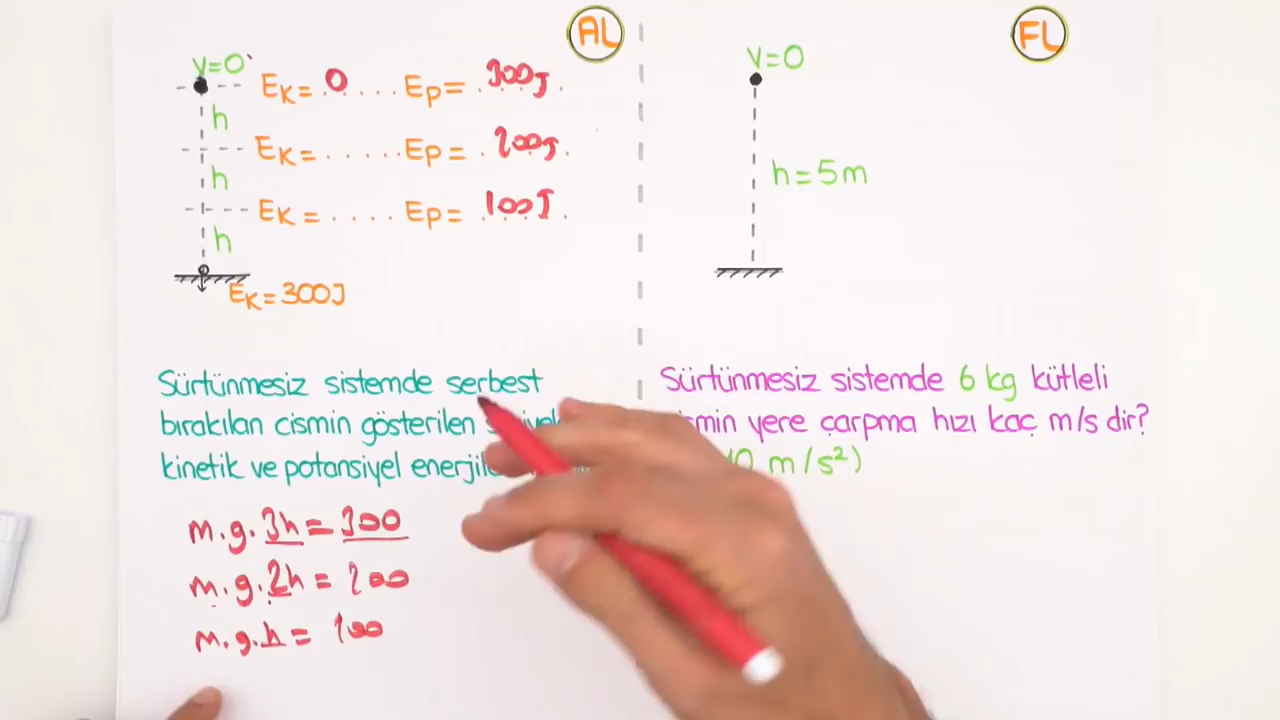 AL
V=0
EK= 0 .... EP= 300J
h
EK= ...... EP= 200J
h
EK= ..... EP= 100J
h
EK=300J
Sürtünmesiz sistemde serbest
bırakılan cismin gösterilen
kinetik ve potansiyel
m.g.3h=300
m.g.2h=200
m.g.h=100
FL
V=0
h=5m
Sürtünmesiz sistemde 6 kg kütleli
yere çarpma hızı kaç m/s dir?
m/s²)